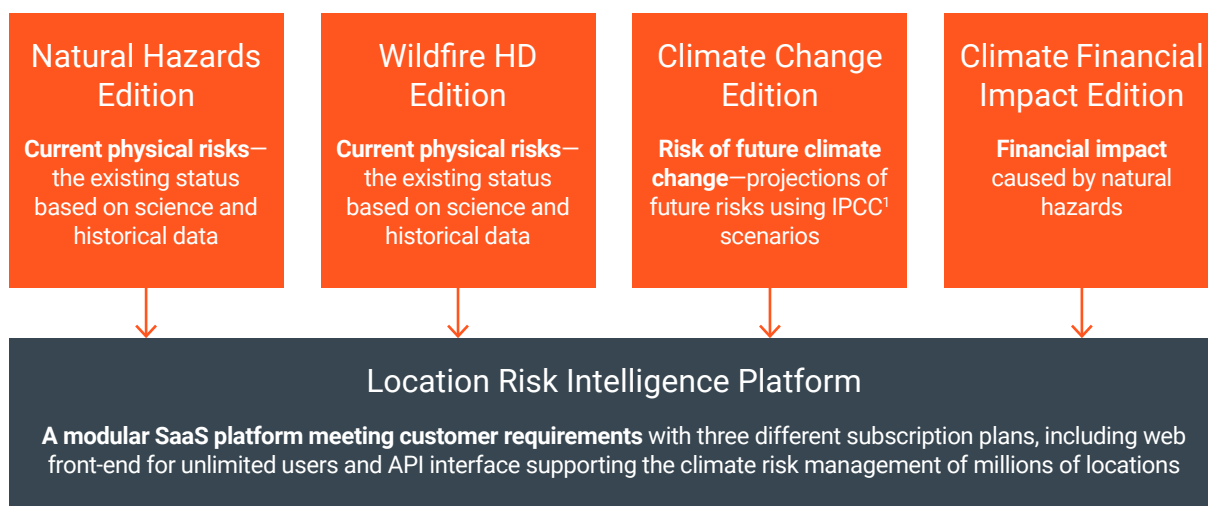 Natural Hazards
Edition
Current physical risks—
the existing status
based on science and
historical data
Wildfire HD
Edition
Current physical risks—
the existing status
based on science and
historical data
Climate Change
Edition
Risk of future climate
change—projections of
future risks using IPCC¹
scenarios
Climate Financial
Impact Edition
Financial impact
caused by natural
hazards
Location Risk Intelligence Platform
A modular SaaS platform meeting customer requirements with three different subscription plans, including web
front-end for unlimited users and API interface supporting the climate risk management of millions of locations